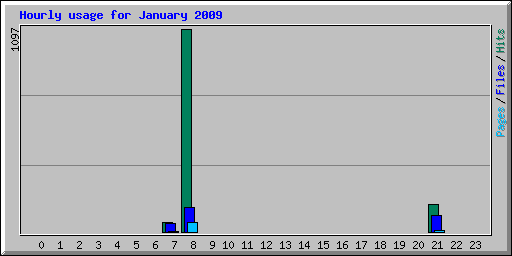 Hourly usage for January 2009
1097
Pages/Files/Hits
0 1 2 3 4 5 6 7 8 9 10 11 12 13 14 15 16 17 18 19 20 21 22 23